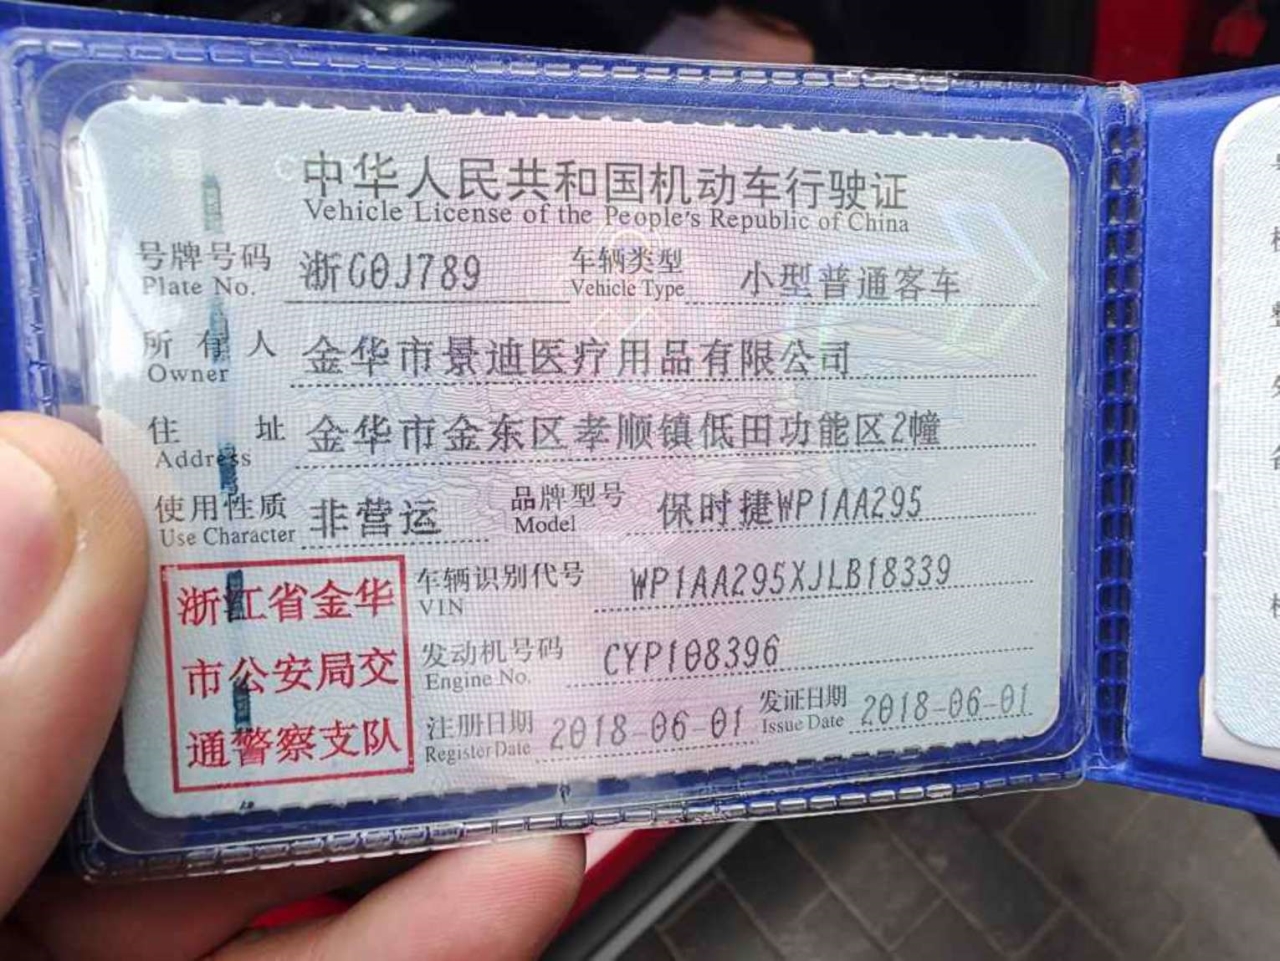 中华人民共和国机动车行驶证
Vehicle License of the People's Republic of China
号牌号码 浙G0J789 车辆类型 小型普通客车
Plate No. Vehicle Type
所有人 金华市景迪医疗用品有限公司
Owner
住址 金华市金东区孝顺镇低田功能区2幢
Address
使用性质 非营运 品牌型号 保时捷WP1AA295
Use Character Model
浙江省金华
市公安局交
通警察支队
车辆识别代号 WP1AA295XJLB18339
VIN
发动机号码 CYP108396
Engine No.
注册日期 2018-06-01 发证日期 2018-06-01
Register Date Issue Date